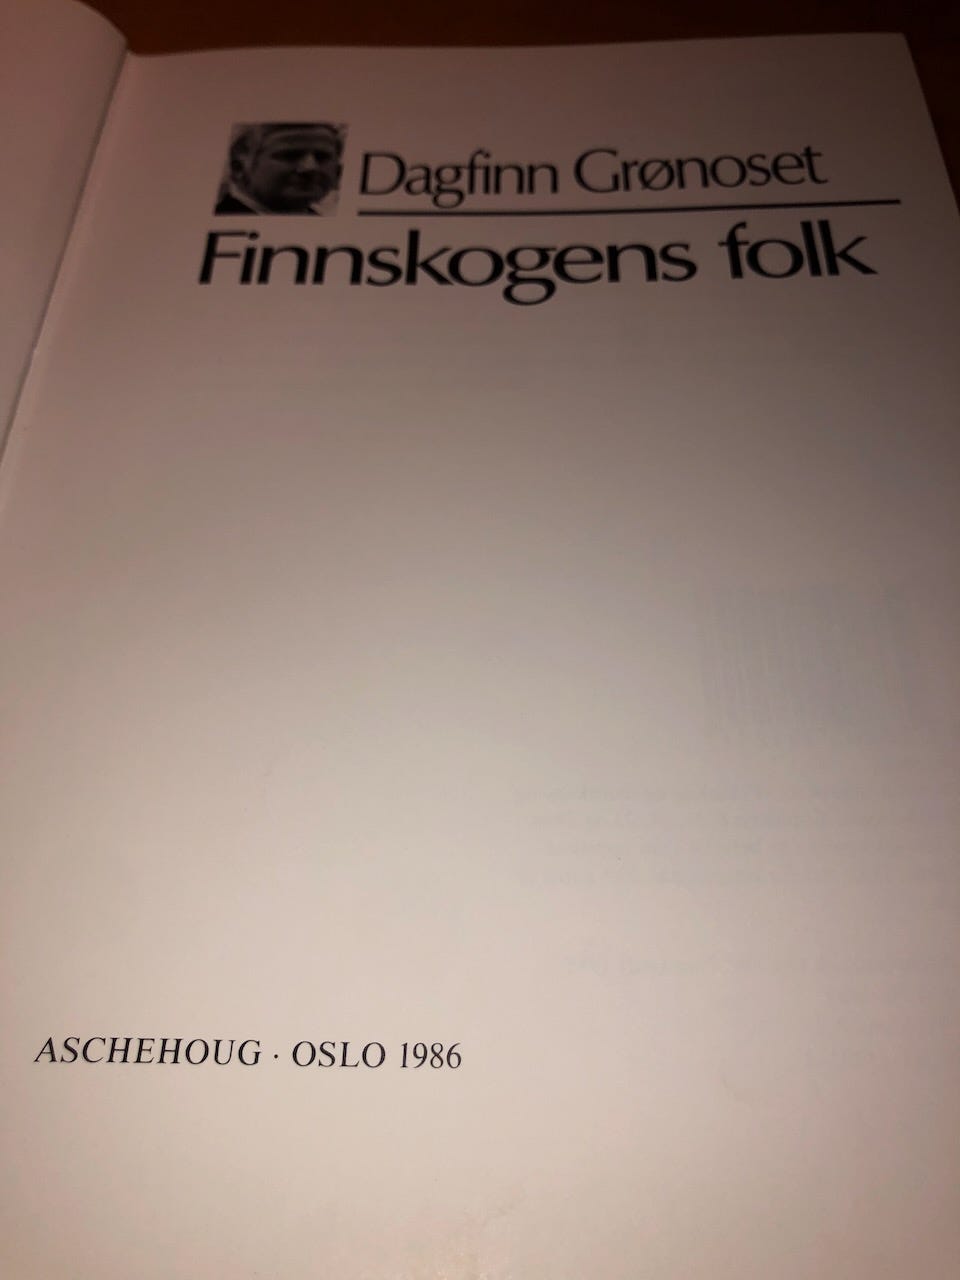 Dagfinn Grønoset
Finnskogens folk
ASCHEHOUG · OSLO 1986